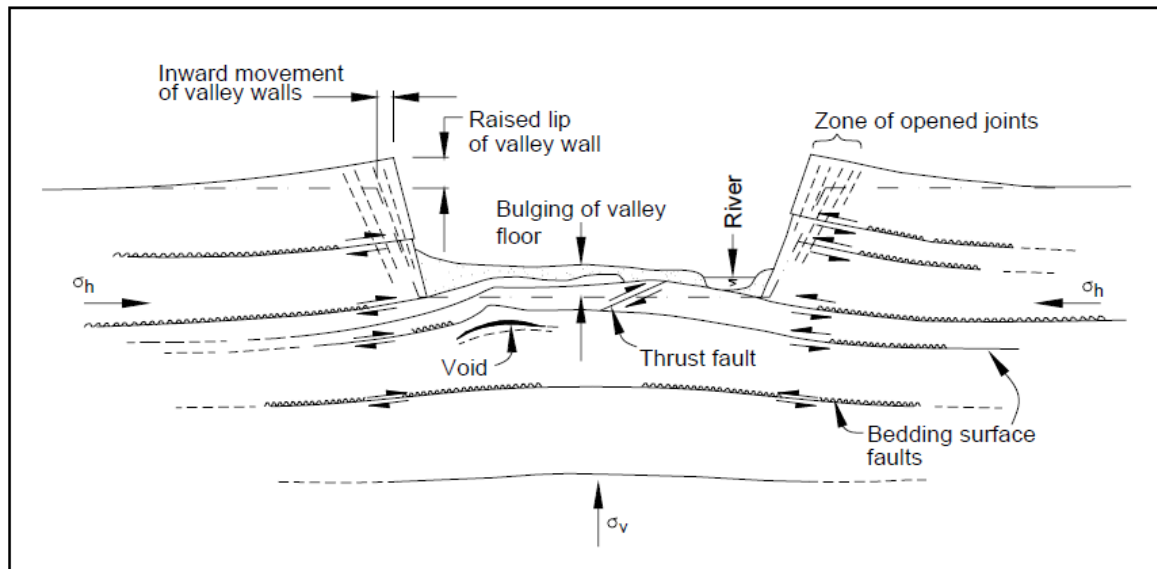 Inward movement
of valley walls
Raised lip
of valley wall
Zone of opened joints
Bulging of valley
floor
River
σh
σh
Void
Thrust fault
Bedding surface
faults
σv